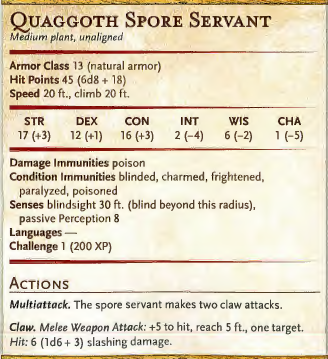 Quaggoth Spore Servant
Medium plant, unaligned
Armor Class 13 (natural armor)
Hit Points 45 (6d8 + 18)
Speed 20 ft., climb 20 ft.
STR DEX CON INT WIS CHA
17 (+3) 12 (+1) 16 (+3) 2 (–4) 6 (–2) 1 (–5)
Damage Immunities poison
Condition Immunities blinded, charmed, frightened,
paralyzed, poisoned
Senses blindsight 30 ft. (blind beyond this radius),
passive Perception 8
Languages —
Challenge 1 (200 XP)
Actions
Multiattack. The spore servant makes two claw attacks.
Claw. Melee Weapon Attack: +5 to hit, reach 5 ft., one target.
Hit: 6 (1d6 + 3) slashing damage.